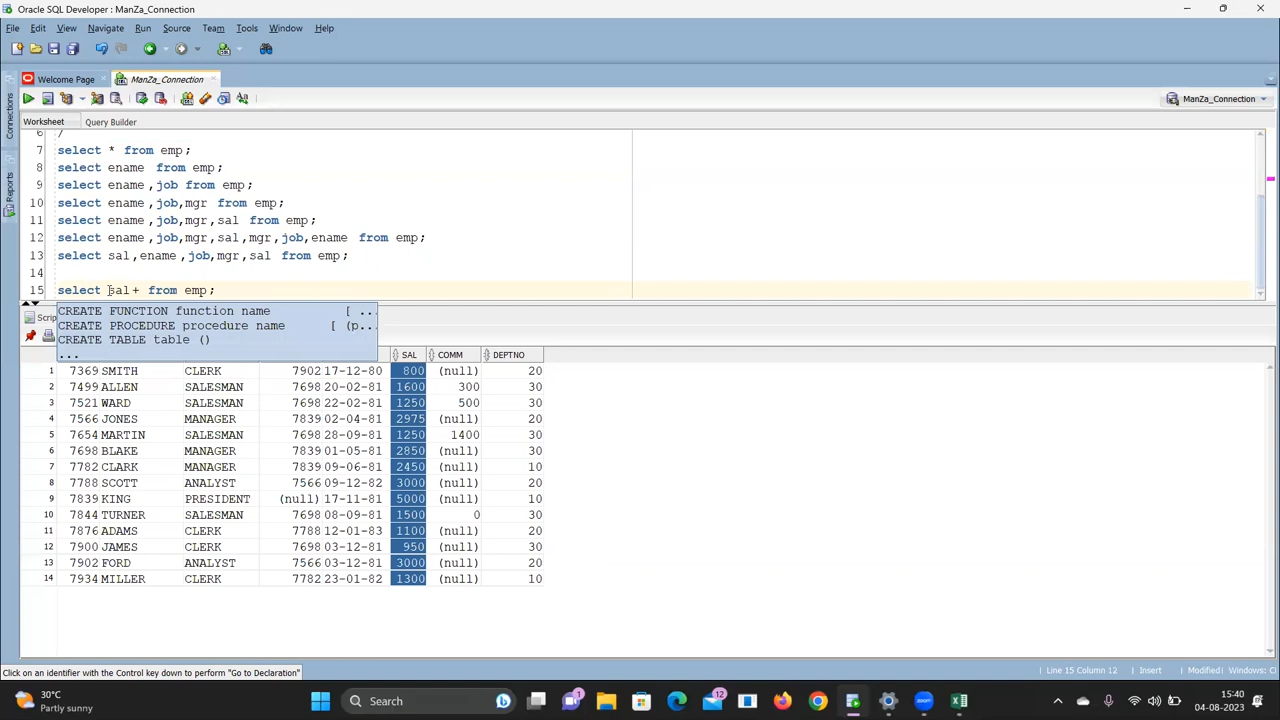 Oracle SQL Developer: ManZa_Connection
File Edit View Navigate Run Source Team Tools Window Help
Welcome Page ManZa_Connection
ManZa_Connection
Connections
Reports
Worksheet Query Builder
6 /
7 select * from emp;
8 select ename  from emp;
9 select ename ,job from emp;
10 select ename ,job,mgr from emp;
11 select ename ,job,mgr,sal from emp;
12 select ename ,job,mgr,sal,mgr,job,ename from emp;
13 select sal,ename ,job,mgr,sal from emp;
14
15 select sal+ from emp;
CREATE FUNCTION function name [ ...
CREATE PROCEDURE procedure name [ (p...
CREATE TABLE table ()
...
Scrip
SAL COMM DEPTNO
1 7369 SMITH CLERK 7902 17-12-80 800 (null) 20
2 7499 ALLEN SALESMAN 7698 20-02-81 1600 300 30
3 7521 WARD SALESMAN 7698 22-02-81 1250 500 30
4 7566 JONES MANAGER 7839 02-04-81 2975 (null) 20
5 7654 MARTIN SALESMAN 7698 28-09-81 1250 1400 30
6 7698 BLAKE MANAGER 7839 01-05-81 2850 (null) 30
7 7782 CLARK MANAGER 7839 09-06-81 2450 (null) 10
8 7788 SCOTT ANALYST 7566 09-12-82 3000 (null) 20
9 7839 KING PRESIDENT (null) 17-11-81 5000 (null) 10
10 7844 TURNER SALESMAN 7698 08-09-81 1500 0 30
11 7876 ADAMS CLERK 7788 12-01-83 1100 (null) 20
12 7900 JAMES CLERK 7698 03-12-81 950 (null) 30
13 7902 FORD ANALYST 7566 03-12-81 3000 (null) 20
14 7934 MILLER CLERK 7782 23-01-82 1300 (null) 10
Click on an identifier with the Control key down to perform "Go to Declaration"
Line 15 Column 12 Insert Modified Windows: Cl
30°C
Partly sunny
Search
1
12
15:40
04-08-2023